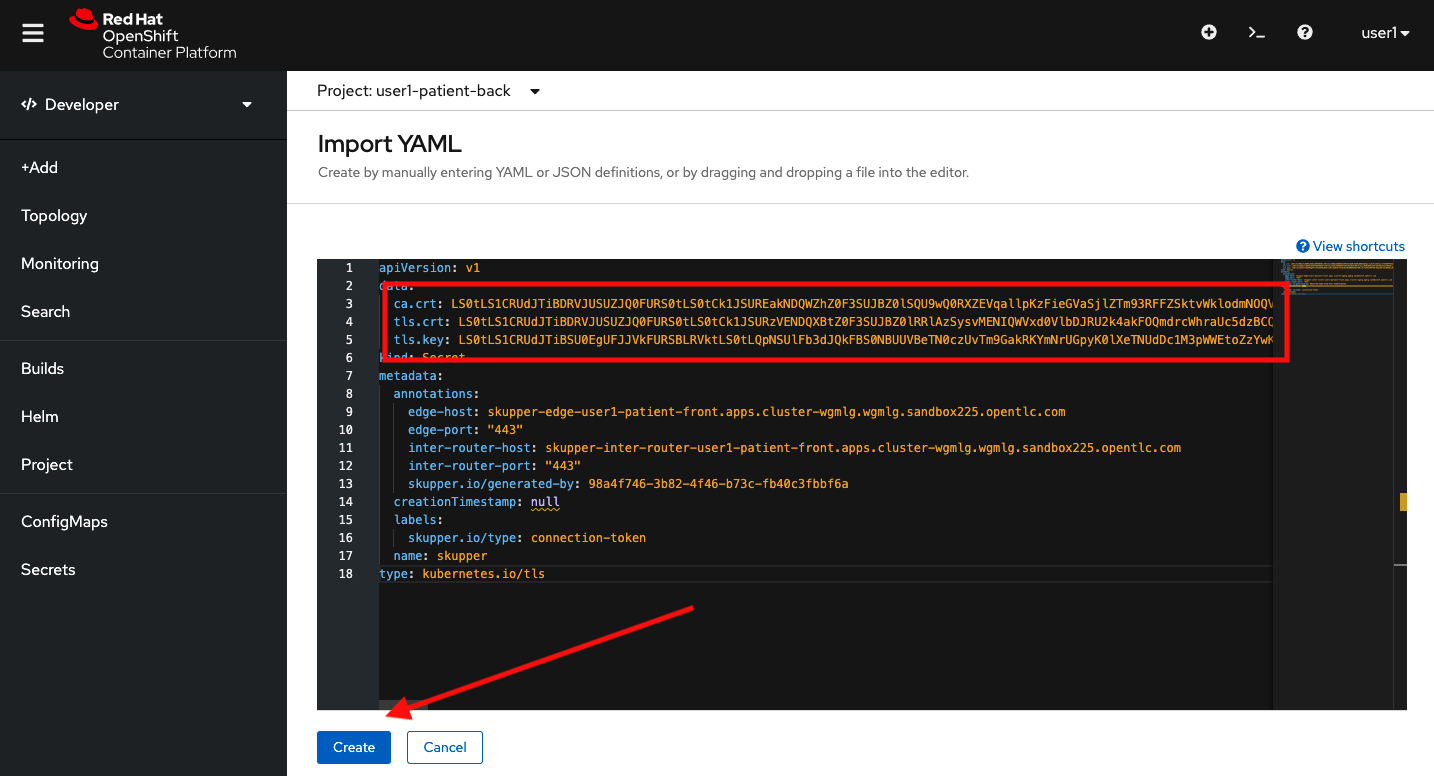 Red Hat
OpenShift
Container Platform
user1
Developer
+Add
Topology
Monitoring
Search
Builds
Helm
Project
ConfigMaps
Secrets
Project: user1-patient-back
Import YAML
Create by manually entering YAML or JSON definitions, or by dragging and dropping a file into the editor.
View shortcuts
1 apiVersion: v1
2 data:
3 ca.crt:
4 tls.crt:
5 tls.key:
6 kind: Secret
7 metadata:
8 annotations:
9 edge-host: skupper-edge-user1-patient-front.apps.cluster-wgmlg.wgmlg.sandbox225.opentlc.com
10 edge-port: "443"
11 inter-router-host: skupper-inter-router-user1-patient-front.apps.cluster-wgmlg.wgmlg.sandbox225.opentlc.com
12 inter-router-port: "443"
13 skupper.io/generated-by: 98a4f746-3b82-4f46-b73c-fb40c3fbbf6a
14 creationTimestamp: null
15 labels:
16 skupper.io/type: connection-token
17 name: skupper
18 type: kubernetes.io/tls
Create
Cancel